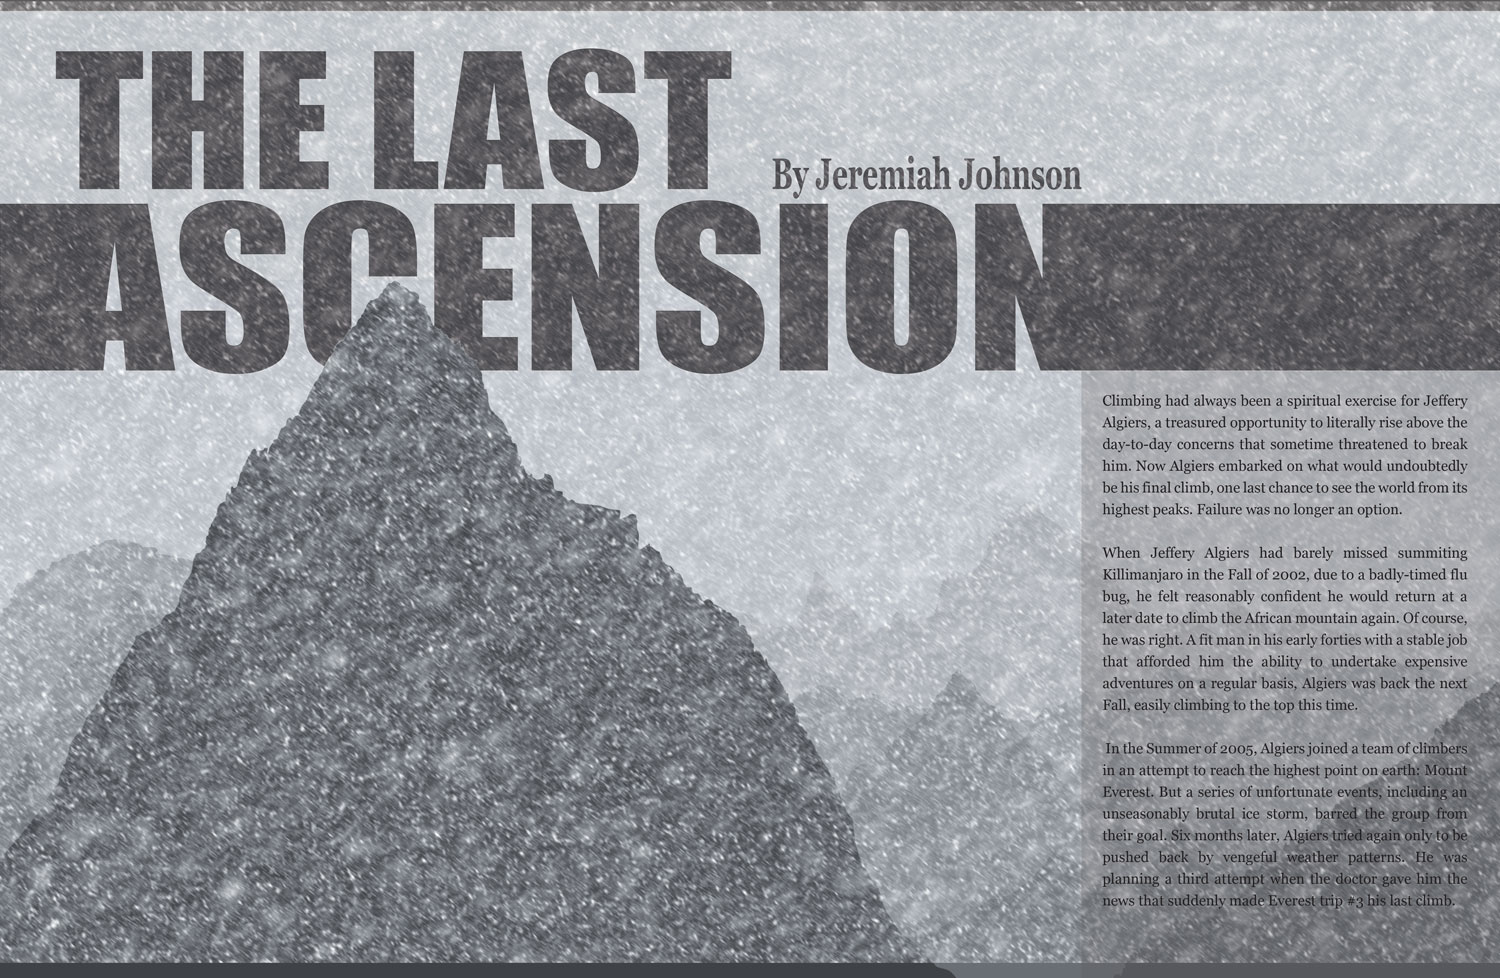 THE LAST
By Jeremiah Johnson
ASCENSION
Climbing had always been a spiritual exercise for Jeffery
Algiers, a treasured opportunity to literally rise above the
day-to-day concerns that sometime threatened to break
him. Now Algiers embarked on what would undoubtedly
be his final climb, one last chance to see the world from its
highest peaks. Failure was no longer an option.
When Jeffery Algiers had barely missed summiting
Killimanjaro in the Fall of 2002, due to a badly-timed flu
bug, he felt reasonably confident he would return at a
later date to climb the African mountain again. Of course,
he was right. A fit man in his early forties with a stable job
that afforded him the ability to undertake expensive
adventures on a regular basis, Algiers was back the next
Fall, easily climbing to the top this time.
In the Summer of 2005, Algiers joined a team of climbers
in an attempt to reach the highest point on earth: Mount
Everest. But a series of unfortunate events, including an
unseasonably brutal ice storm, barred the group from
their goal. Six months later, Algiers tried again only to be
pushed back by vengeful weather patterns. He was
planning a third attempt when the doctor gave him the
news that suddenly made Everest trip #3 his last climb.